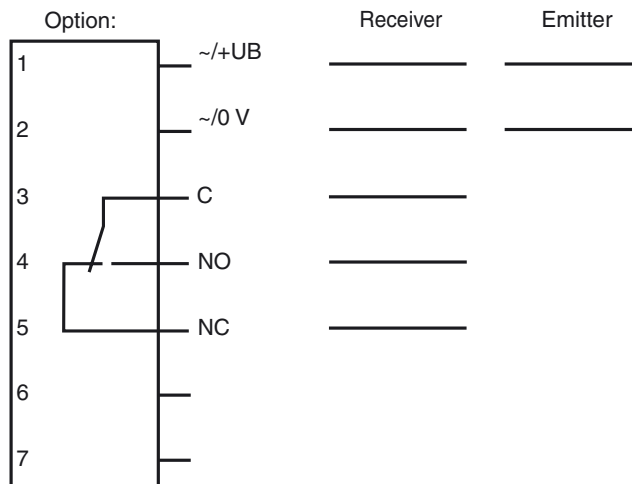 Option: Receiver Emitter
1 ~/+UB
2 ~/0 V
3 C
4 NO
5 NC
6
7